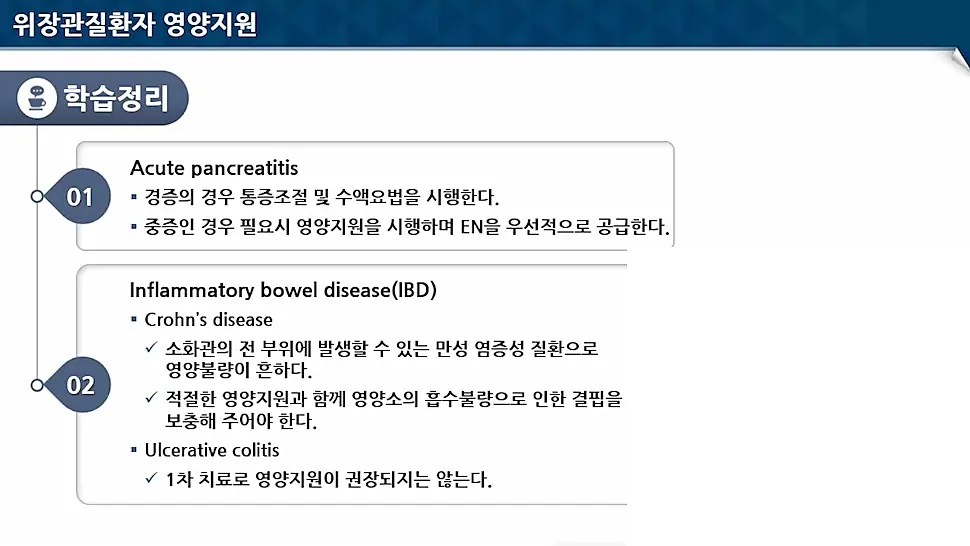 위장관질환자 영양지원
학습정리
01
Acute pancreatitis
▪ 경증의 경우 통증조절 및 수액요법을 시행한다.
▪ 중증인 경우 필요시 영양지원을 시행하며 EN을 우선적으로 공급한다.
02
Inflammatory bowel disease(IBD)
▪ Crohn's disease
✓ 소화관의 전 부위에 발생할 수 있는 만성 염증성 질환으로
영양불량이 흔하다.
✓ 적절한 영양지원과 함께 영양소의 흡수불량으로 인한 결핍을
보충해 주어야 한다.
▪ Ulcerative colitis
✓ 1차 치료로 영양지원이 권장되지는 않는다.